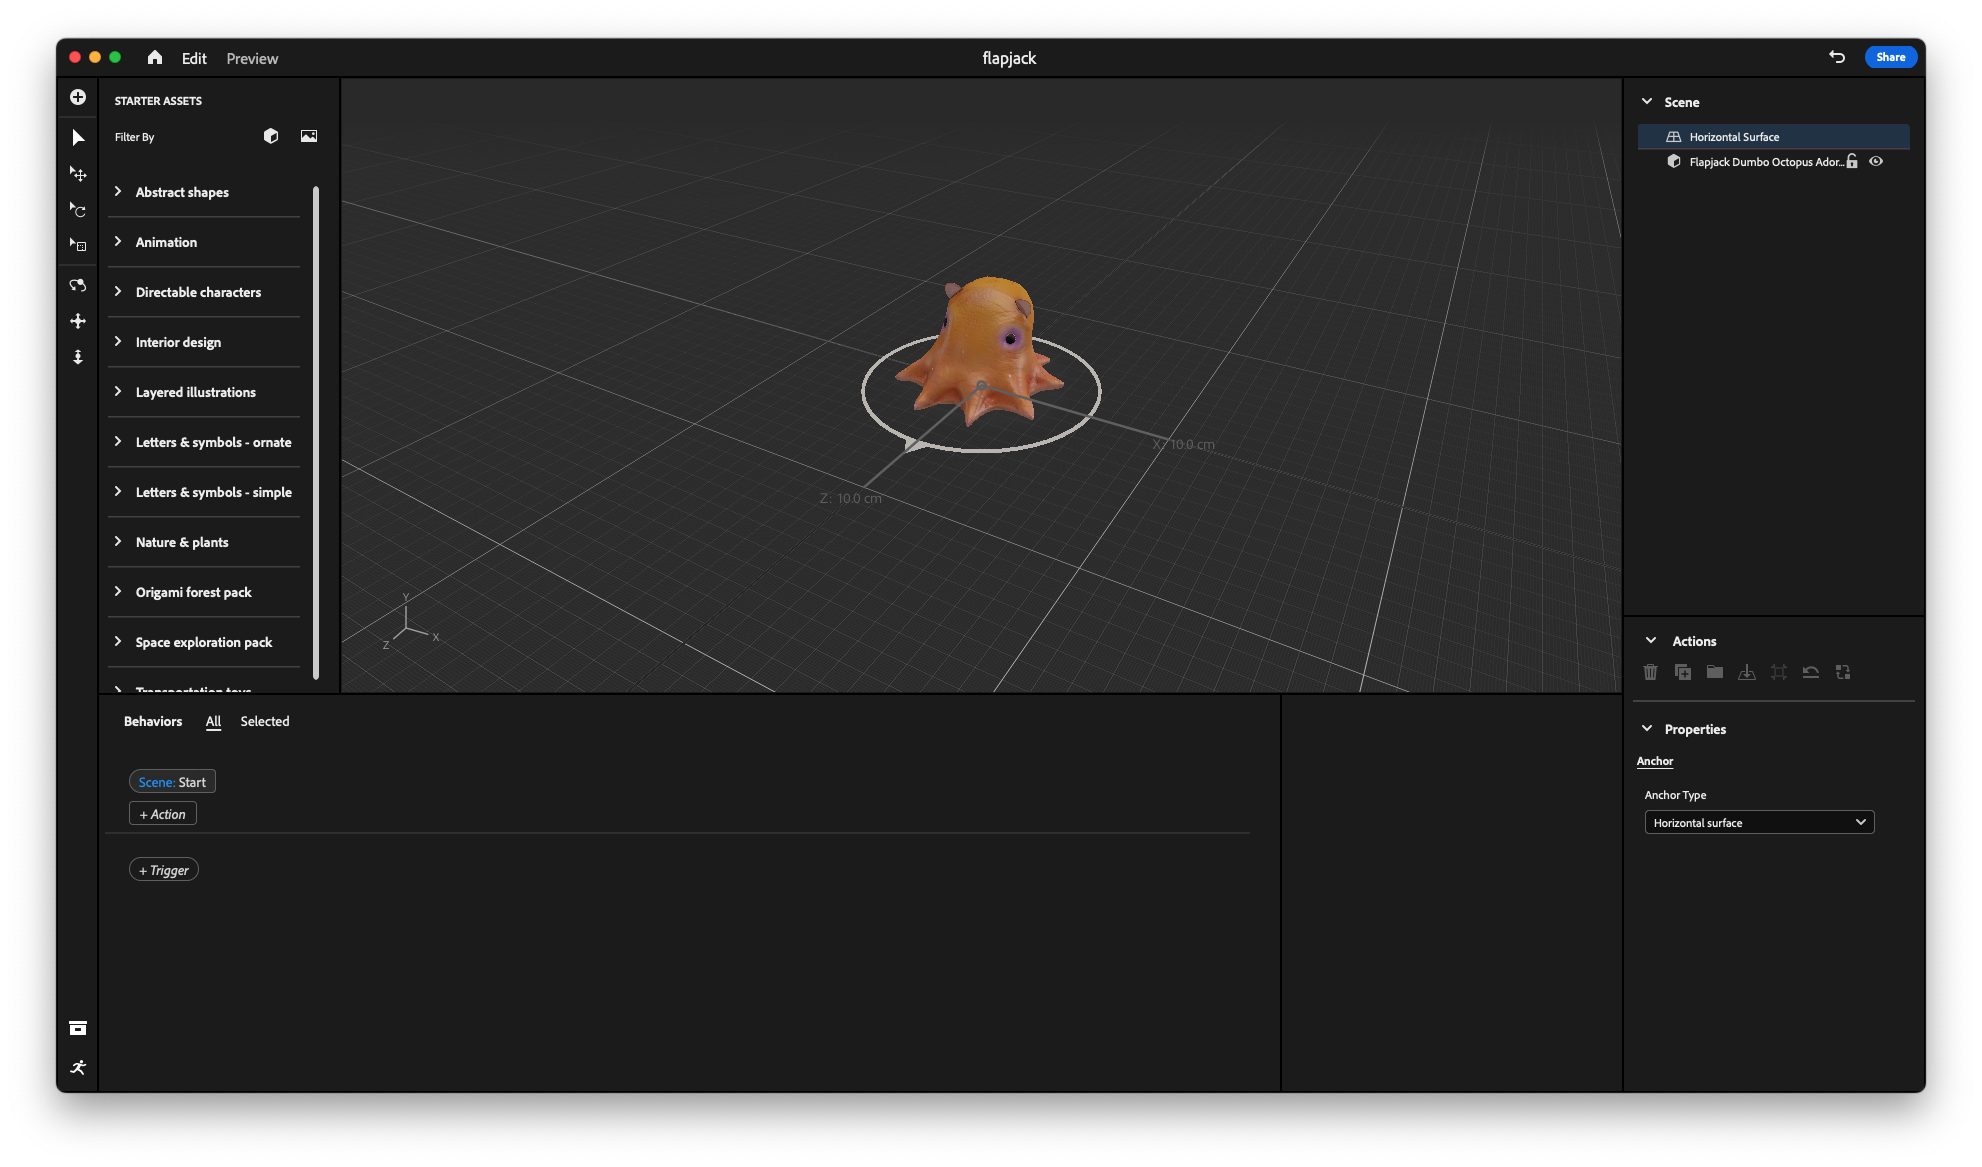 Edit Preview flapjack Share
STARTER ASSETS
Filter By
Abstract shapes
Animation
Directable characters
Interior design
Layered illustrations
Letters & symbols - ornate
Letters & symbols - simple
Nature & plants
Origami forest pack
Space exploration pack
Transportation toys
X: 10.0 cm
Z: 10.0 cm
Y
X
Z
Scene
Horizontal Surface
Flapjack Dumbo Octopus Ador...
Actions
Properties
Anchor
Anchor Type
Horizontal surface
Behaviors All Selected
Scene: Start
+ Action
+ Trigger